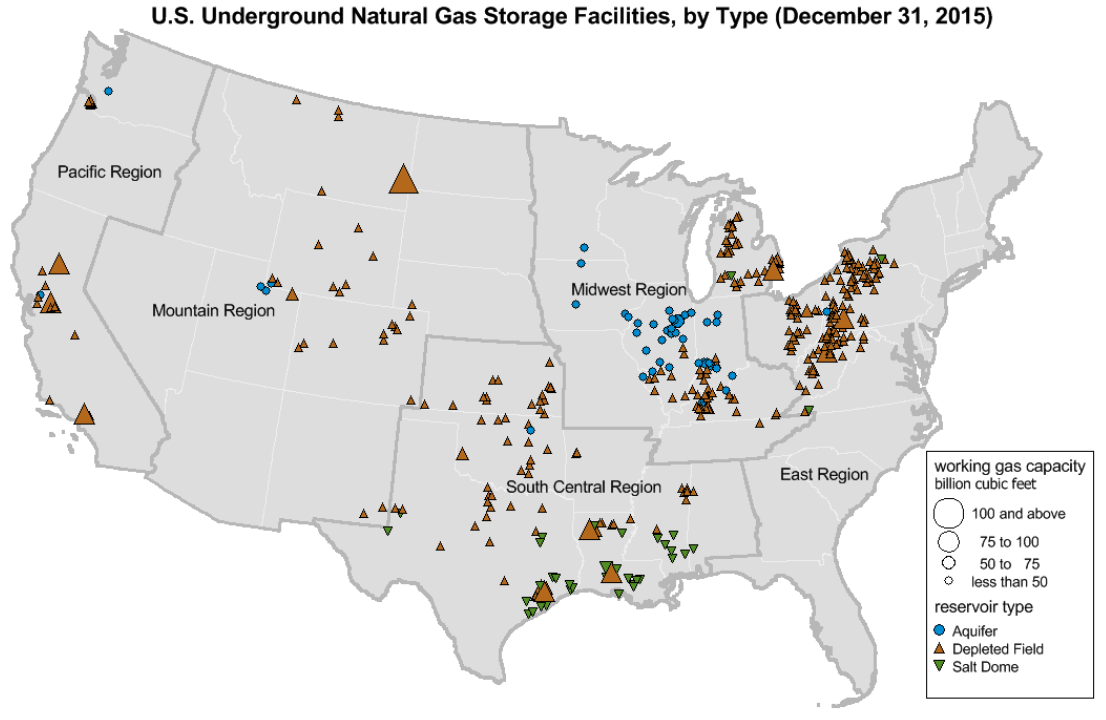 U.S. Underground Natural Gas Storage Facilities, by Type (December 31, 2015)
Pacific Region
Mountain Region
Midwest Region
South Central Region
East Region
working gas capacity
billion cubic feet
100 and above
75 to 100
50 to 75
less than 50
reservoir type
Aquifer
Depleted Field
Salt Dome